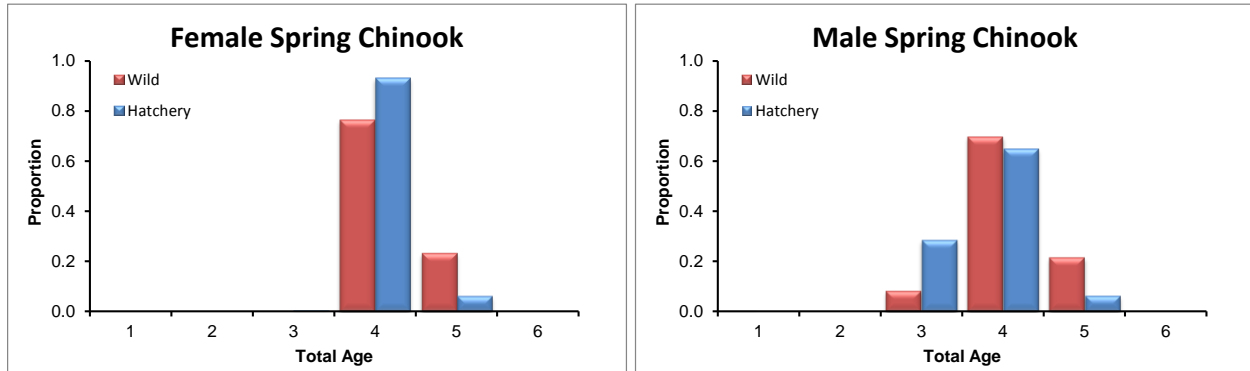 Female Spring Chinook
1.0
Wild
0.8
Hatchery
0.6
Proportion
0.4
0.2
0.0
1 2 3 4 5 6
Total Age
Male Spring Chinook
1.0
Wild
0.8
Hatchery
0.6
Proportion
0.4
0.2
0.0
1 2 3 4 5 6
Total Age